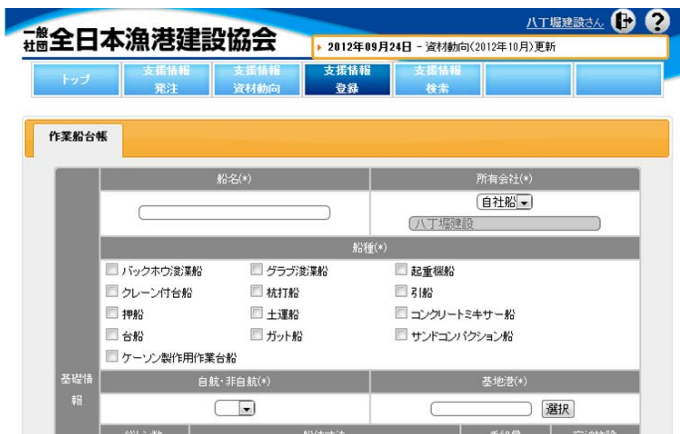 八丁堀建設さん
一般社団 全日本漁港建設協会
2012年09月24日 - 資材動向(2012年10月)更新
トップ
支援情報 発注
支援情報 資材動向
支援情報 登録
支援情報 検索
作業船台帳
船名(*) 所有会社(*)
自社船
八丁堀建設
船種(*)
バックホウ浚渫船 グラブ浚渫船 起重機船
クレーン付台船 杭打船 引船
押船 土運船 コンクリートミキサー船
台船 ガット船 サンドコンパクション船
ケーソン製作用作業台船
基礎情報
自航・非自航(*) 基地港(*)
選択